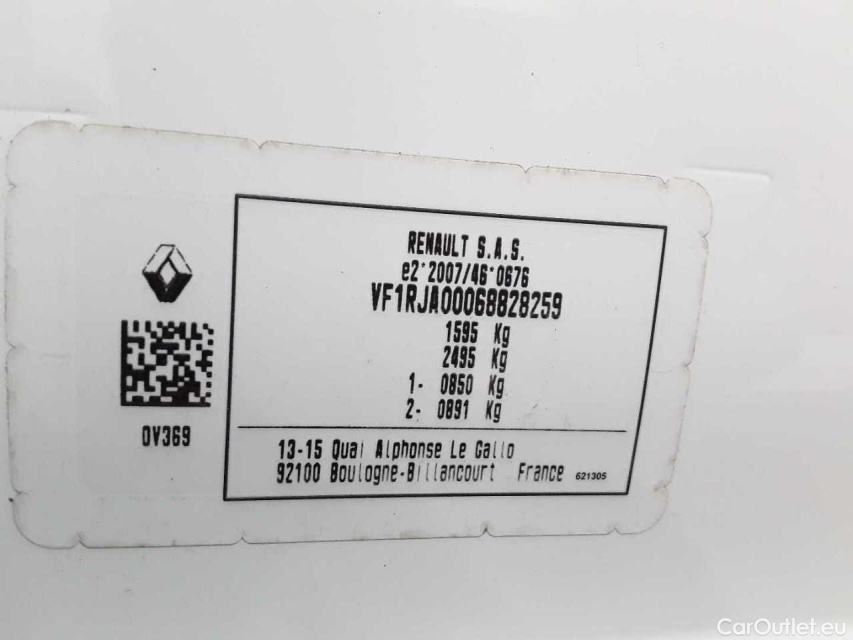 RENAULT S.A.S.
e2*2007/46*0676
VF1RJA00068828259
1595 Kg
2495 Kg
1- 0850 Kg
2- 0891 Kg
0V369
13-15 Quai Alphonse Le Gallo
92100 Boulogne-Billancourt France 621305
CarOutlet.eu